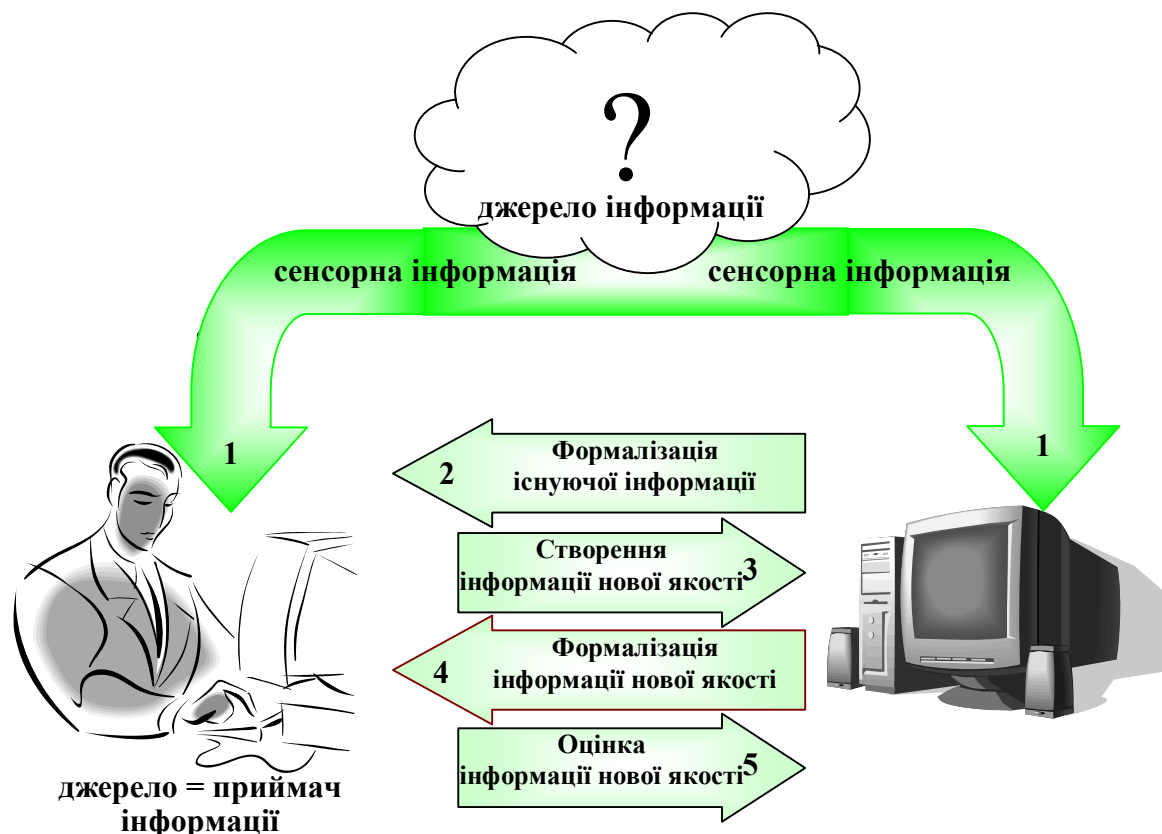 ?
джерело інформації
сенсорна інформація
сенсорна інформація
1
1
2
Формалізація
існуючої інформації
Створення
інформації нової якості
3
4
Формалізація
інформації нової якості
Оцінка
інформації нової якості
5
джерело = приймач
інформації